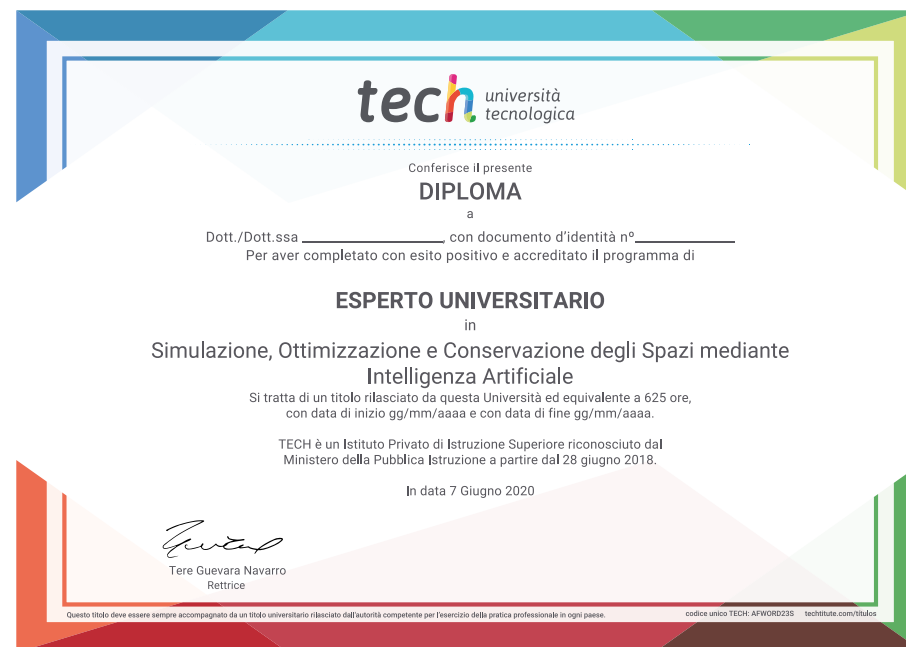 tech università
tecnologica
Conferisce il presente
DIPLOMA
a
Dott./Dott.ssa ________________, con documento d'identità nº____________
Per aver completato con esito positivo e accreditato il programma di
ESPERTO UNIVERSITARIO
in
Simulazione, Ottimizzazione e Conservazione degli Spazi mediante
Intelligenza Artificiale
Si tratta di un titolo rilasciato da questa Università ed equivalente a 625 ore,
con data di inizio gg/mm/aaaa e con data di fine gg/mm/aaaa.
TECH è un Istituto Privato di Istruzione Superiore riconosciuto dal
Ministero della Pubblica Istruzione a partire dal 28 giugno 2018.
In data 7 Giugno 2020
Tere Guevara Navarro
Rettrice
Questo titolo deve essere sempre accompagnato da un titolo universitario rilasciato dall'autorità competente per l'esercizio della pratica professionale in ogni paese.
codice unico TECH: AFWORD23S techtitute.com/títulos